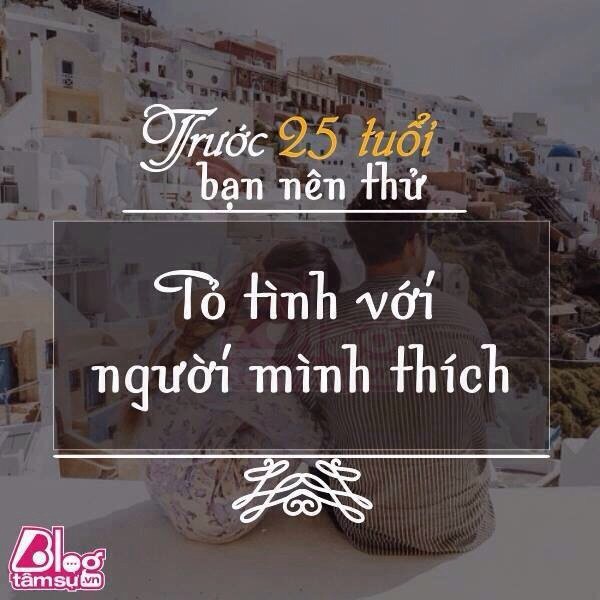 Trước 25 tuổi
bạn nên thử
Tỏ tình với
người mình thích
Blog
tâmsự.vn